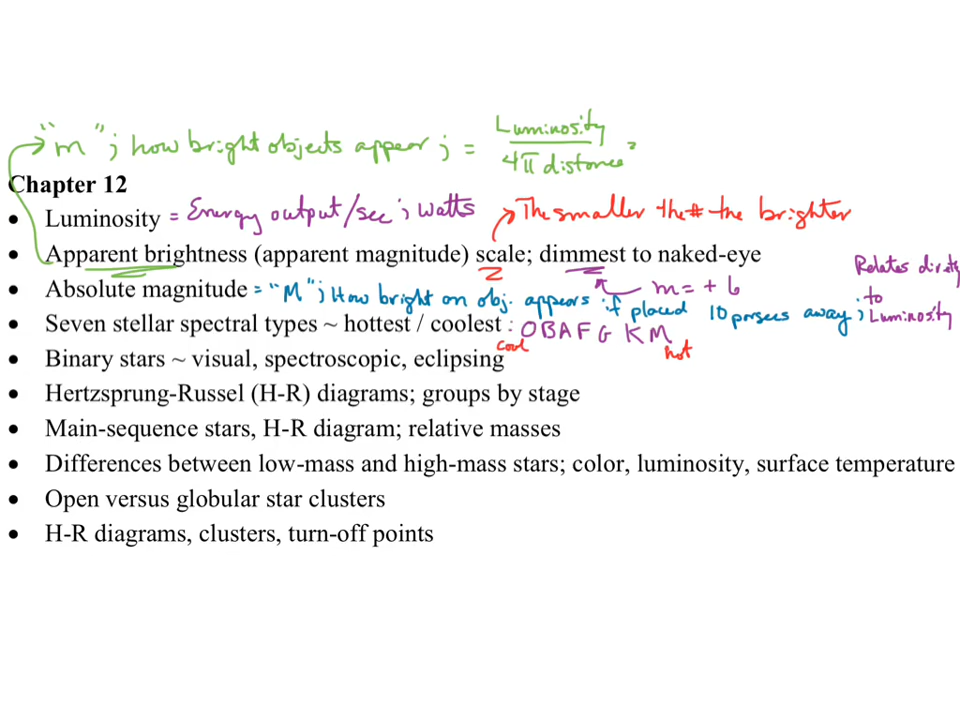 "m" ; how bright objects appear ; = Luminosity / 4π distance²
Chapter 12
• Luminosity = Energy output/sec ; Watts
The smaller the # the brighter
• Apparent brightness (apparent magnitude) scale; dimmest to naked-eye
m = + 6
• Absolute magnitude = "M" ; How bright on obj. appears if placed 10 parsecs away ;
Relates directly
to
Luminosity
• Seven stellar spectral types ~ hottest / coolest : O B A F G K M
cool
hot
• Binary stars ~ visual, spectroscopic, eclipsing
• Hertzsprung-Russel (H-R) diagrams; groups by stage
• Main-sequence stars, H-R diagram; relative masses
• Differences between low-mass and high-mass stars; color, luminosity, surface temperature
• Open versus globular star clusters
• H-R diagrams, clusters, turn-off points